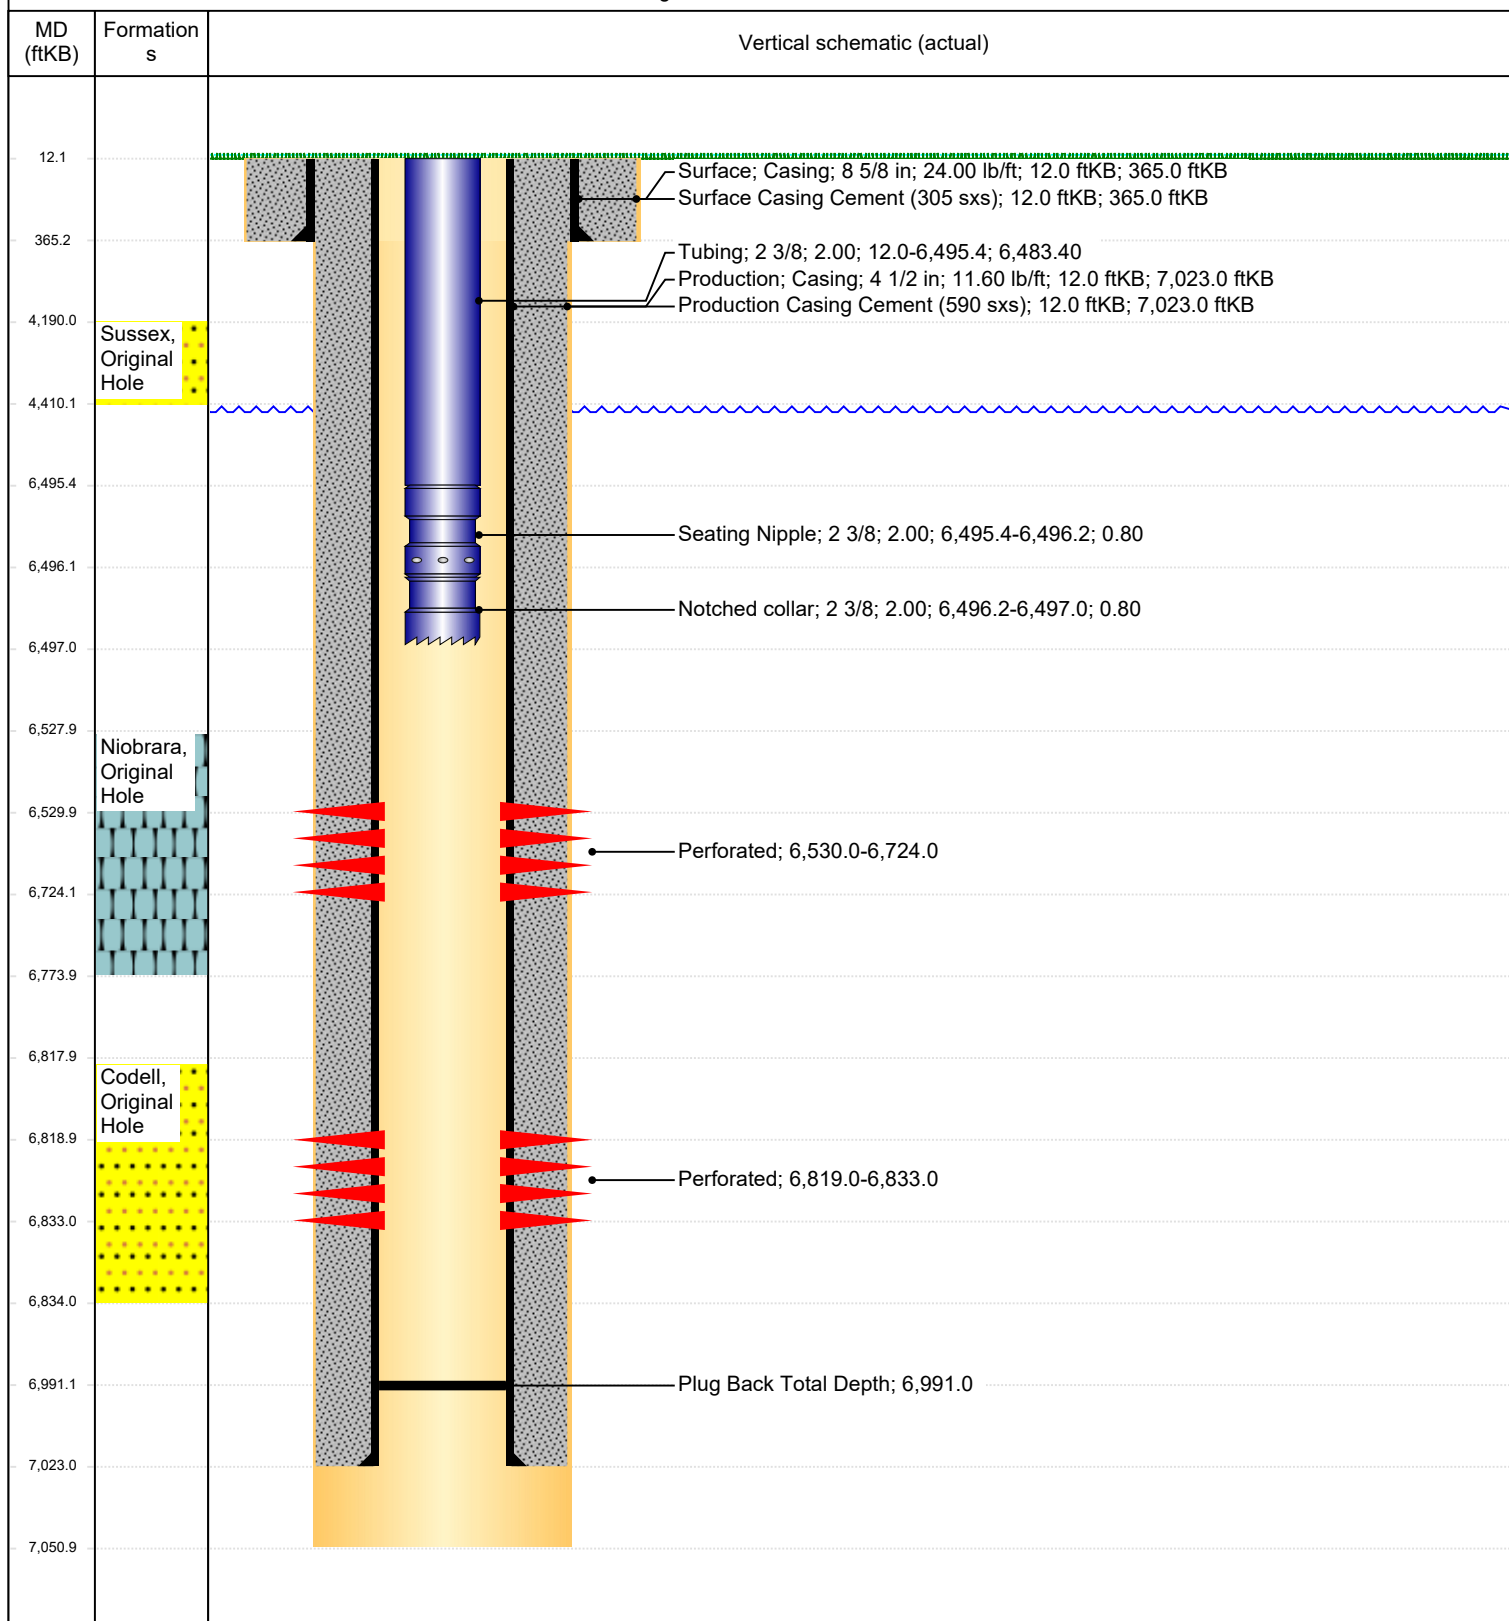 MD
(ftKB)
Formation
s
Vertical schematic (actual)
12.1
Surface; Casing; 8 5/8 in; 24.00 lb/ft; 12.0 ftKB; 365.0 ftKB
Surface Casing Cement (305 sxs); 12.0 ftKB; 365.0 ftKB
365.2
Tubing; 2 3/8; 2.00; 12.0-6,495.4; 6,483.40
Production; Casing; 4 1/2 in; 11.60 lb/ft; 12.0 ftKB; 7,023.0 ftKB
Production Casing Cement (590 sxs); 12.0 ftKB; 7,023.0 ftKB
4,190.0
Sussex,
Original
Hole
4,410.1
6,495.4
Seating Nipple; 2 3/8; 2.00; 6,495.4-6,496.2; 0.80
6,496.1
Notched collar; 2 3/8; 2.00; 6,496.2-6,497.0; 0.80
6,497.0
6,527.9
Niobrara,
Original
Hole
6,529.9
Perforated; 6,530.0-6,724.0
6,724.1
6,773.9
6,817.9
Codell,
Original
Hole
6,818.9
Perforated; 6,819.0-6,833.0
6,833.0
6,834.0
6,991.1
Plug Back Total Depth; 6,991.0
7,023.0
7,050.9